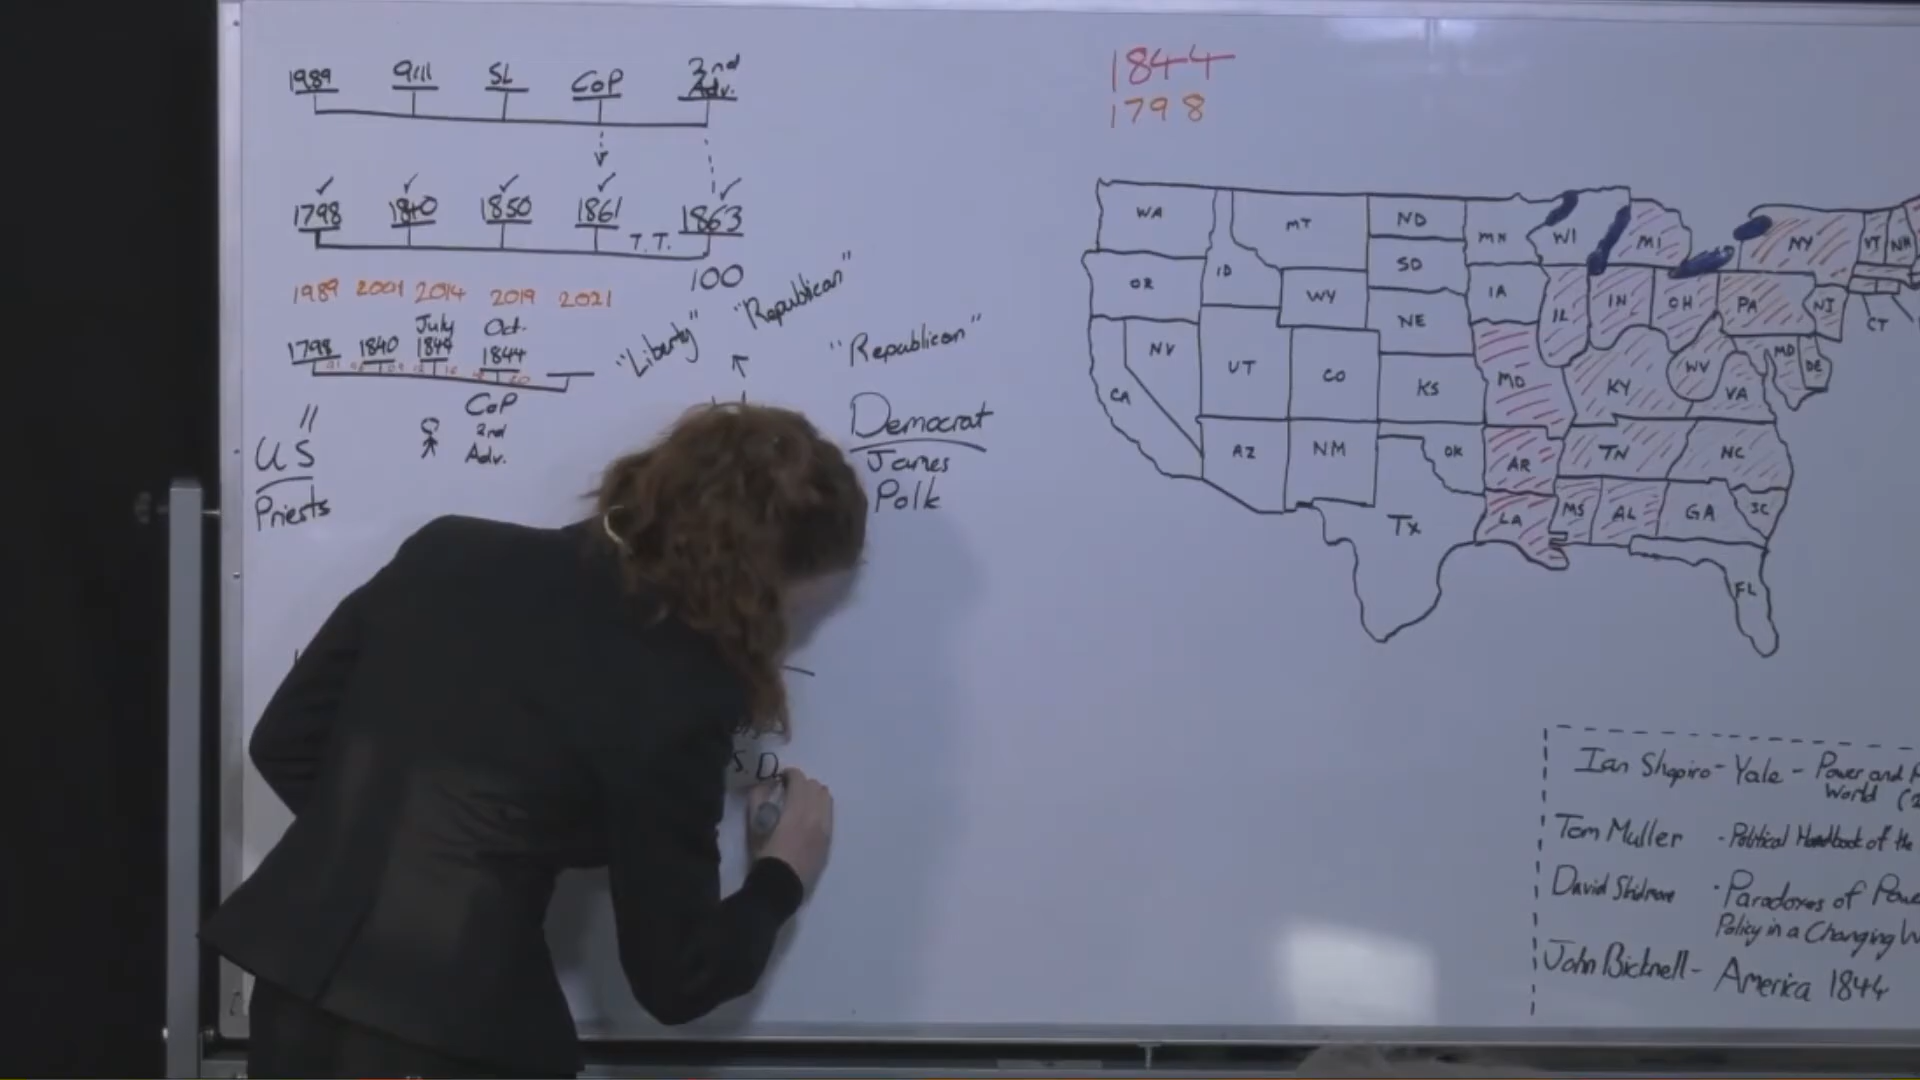 1989 9111 SL CoP 2nd Adv.
1798 1840 1850 1861 T.T. 1863
100
1989 2001 2014 2019 2021
July Oct.
1798 1840 1844 1844
CoP
2nd
Adv.
"
US
Priests
"Liberty"
"Republican"
"Republican"
Democrat
James
Polk
S.D.
1844
1798
WA MT ND MN WI MI NY VT NH
OR ID WY SD IA IL IN OH PA NJ
CT
NV UT CO NE MO KY WV VA MD DE
CA KS
AZ NM OK AR TN NC
TX LA MS AL GA SC
FL
Ian Shapiro - Yale - Power and
World (2
Tom Muller - Political Handbook of the
David Skidmore · Paradoxes of
Policy in a Changing W
John Bicknell - America 1844